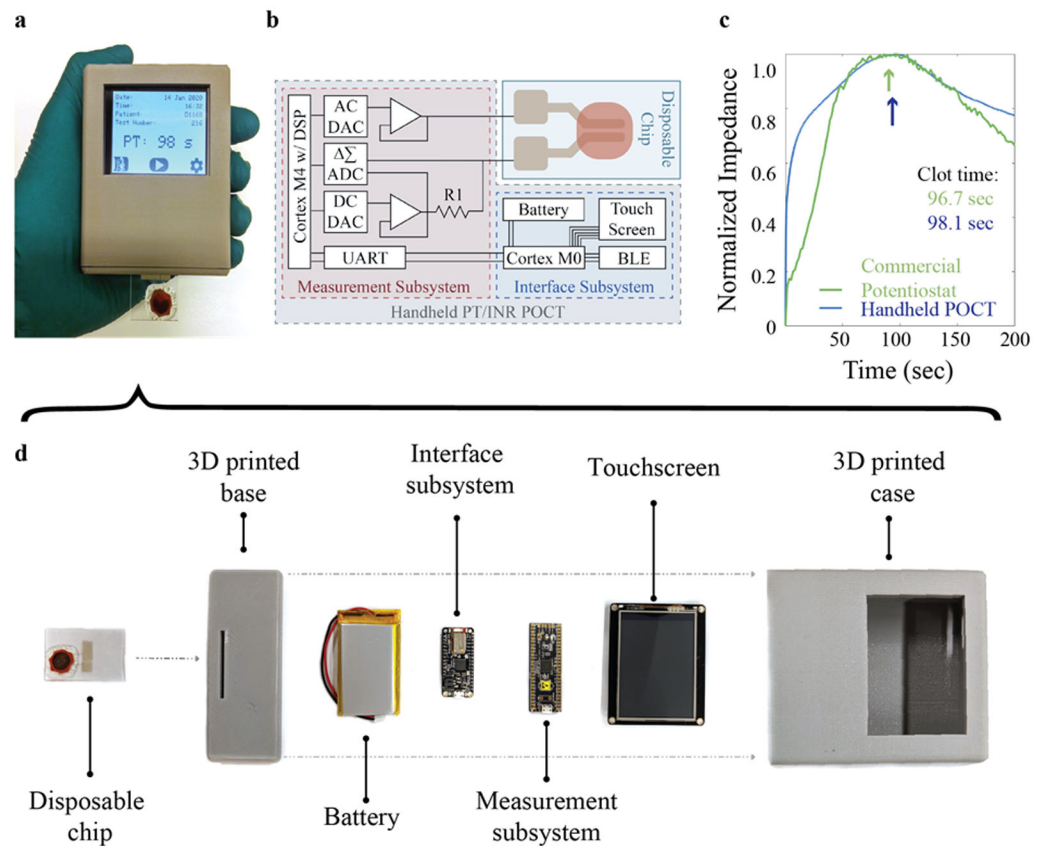 a
Date: 14 Jan 2020
Time: 16:32
Patient: 01160
Test Number: 236
PT: 98 s
b
Cortex M4 w/ DSP
AC
DAC
ΔΣ
ADC
DC
DAC
R1
UART
Measurement Subsystem
Disposable
Chip
Battery
Touch
Screen
Cortex M0
BLE
Interface Subsystem
Handheld PT/INR POCT
c
Normalized Impedance
1.0
0.8
0.6
0.4
0.2
0
Clot time:
96.7 sec
98.1 sec
Commercial
Potentiostat
Handheld POCT
50
100
150
200
Time (sec)
d
3D printed
base
Interface
subsystem
Touchscreen
3D printed
case
Disposable
chip
Battery
Measurement
subsystem